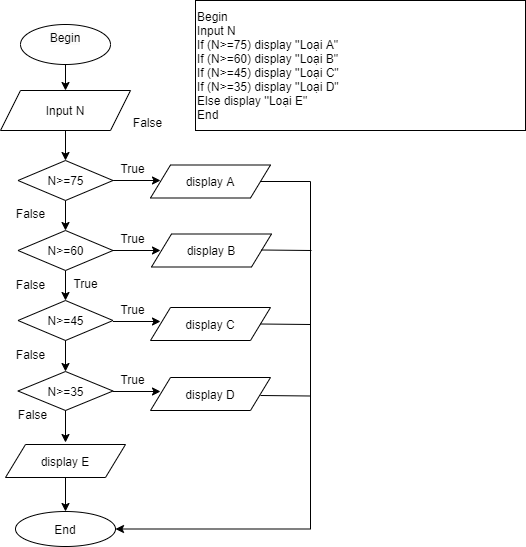 Begin
Begin
Input N
If (N>=75) display "Loại A"
If (N>=60) display "Loại B"
If (N>=45) display "Loại C"
If (N>=35) display "Loại D"
Else display "Loại E"
End
Input N
False
True
N>=75
display A
False
True
N>=60
display B
False
True
True
N>=45
display C
False
True
N>=35
display D
False
display E
End